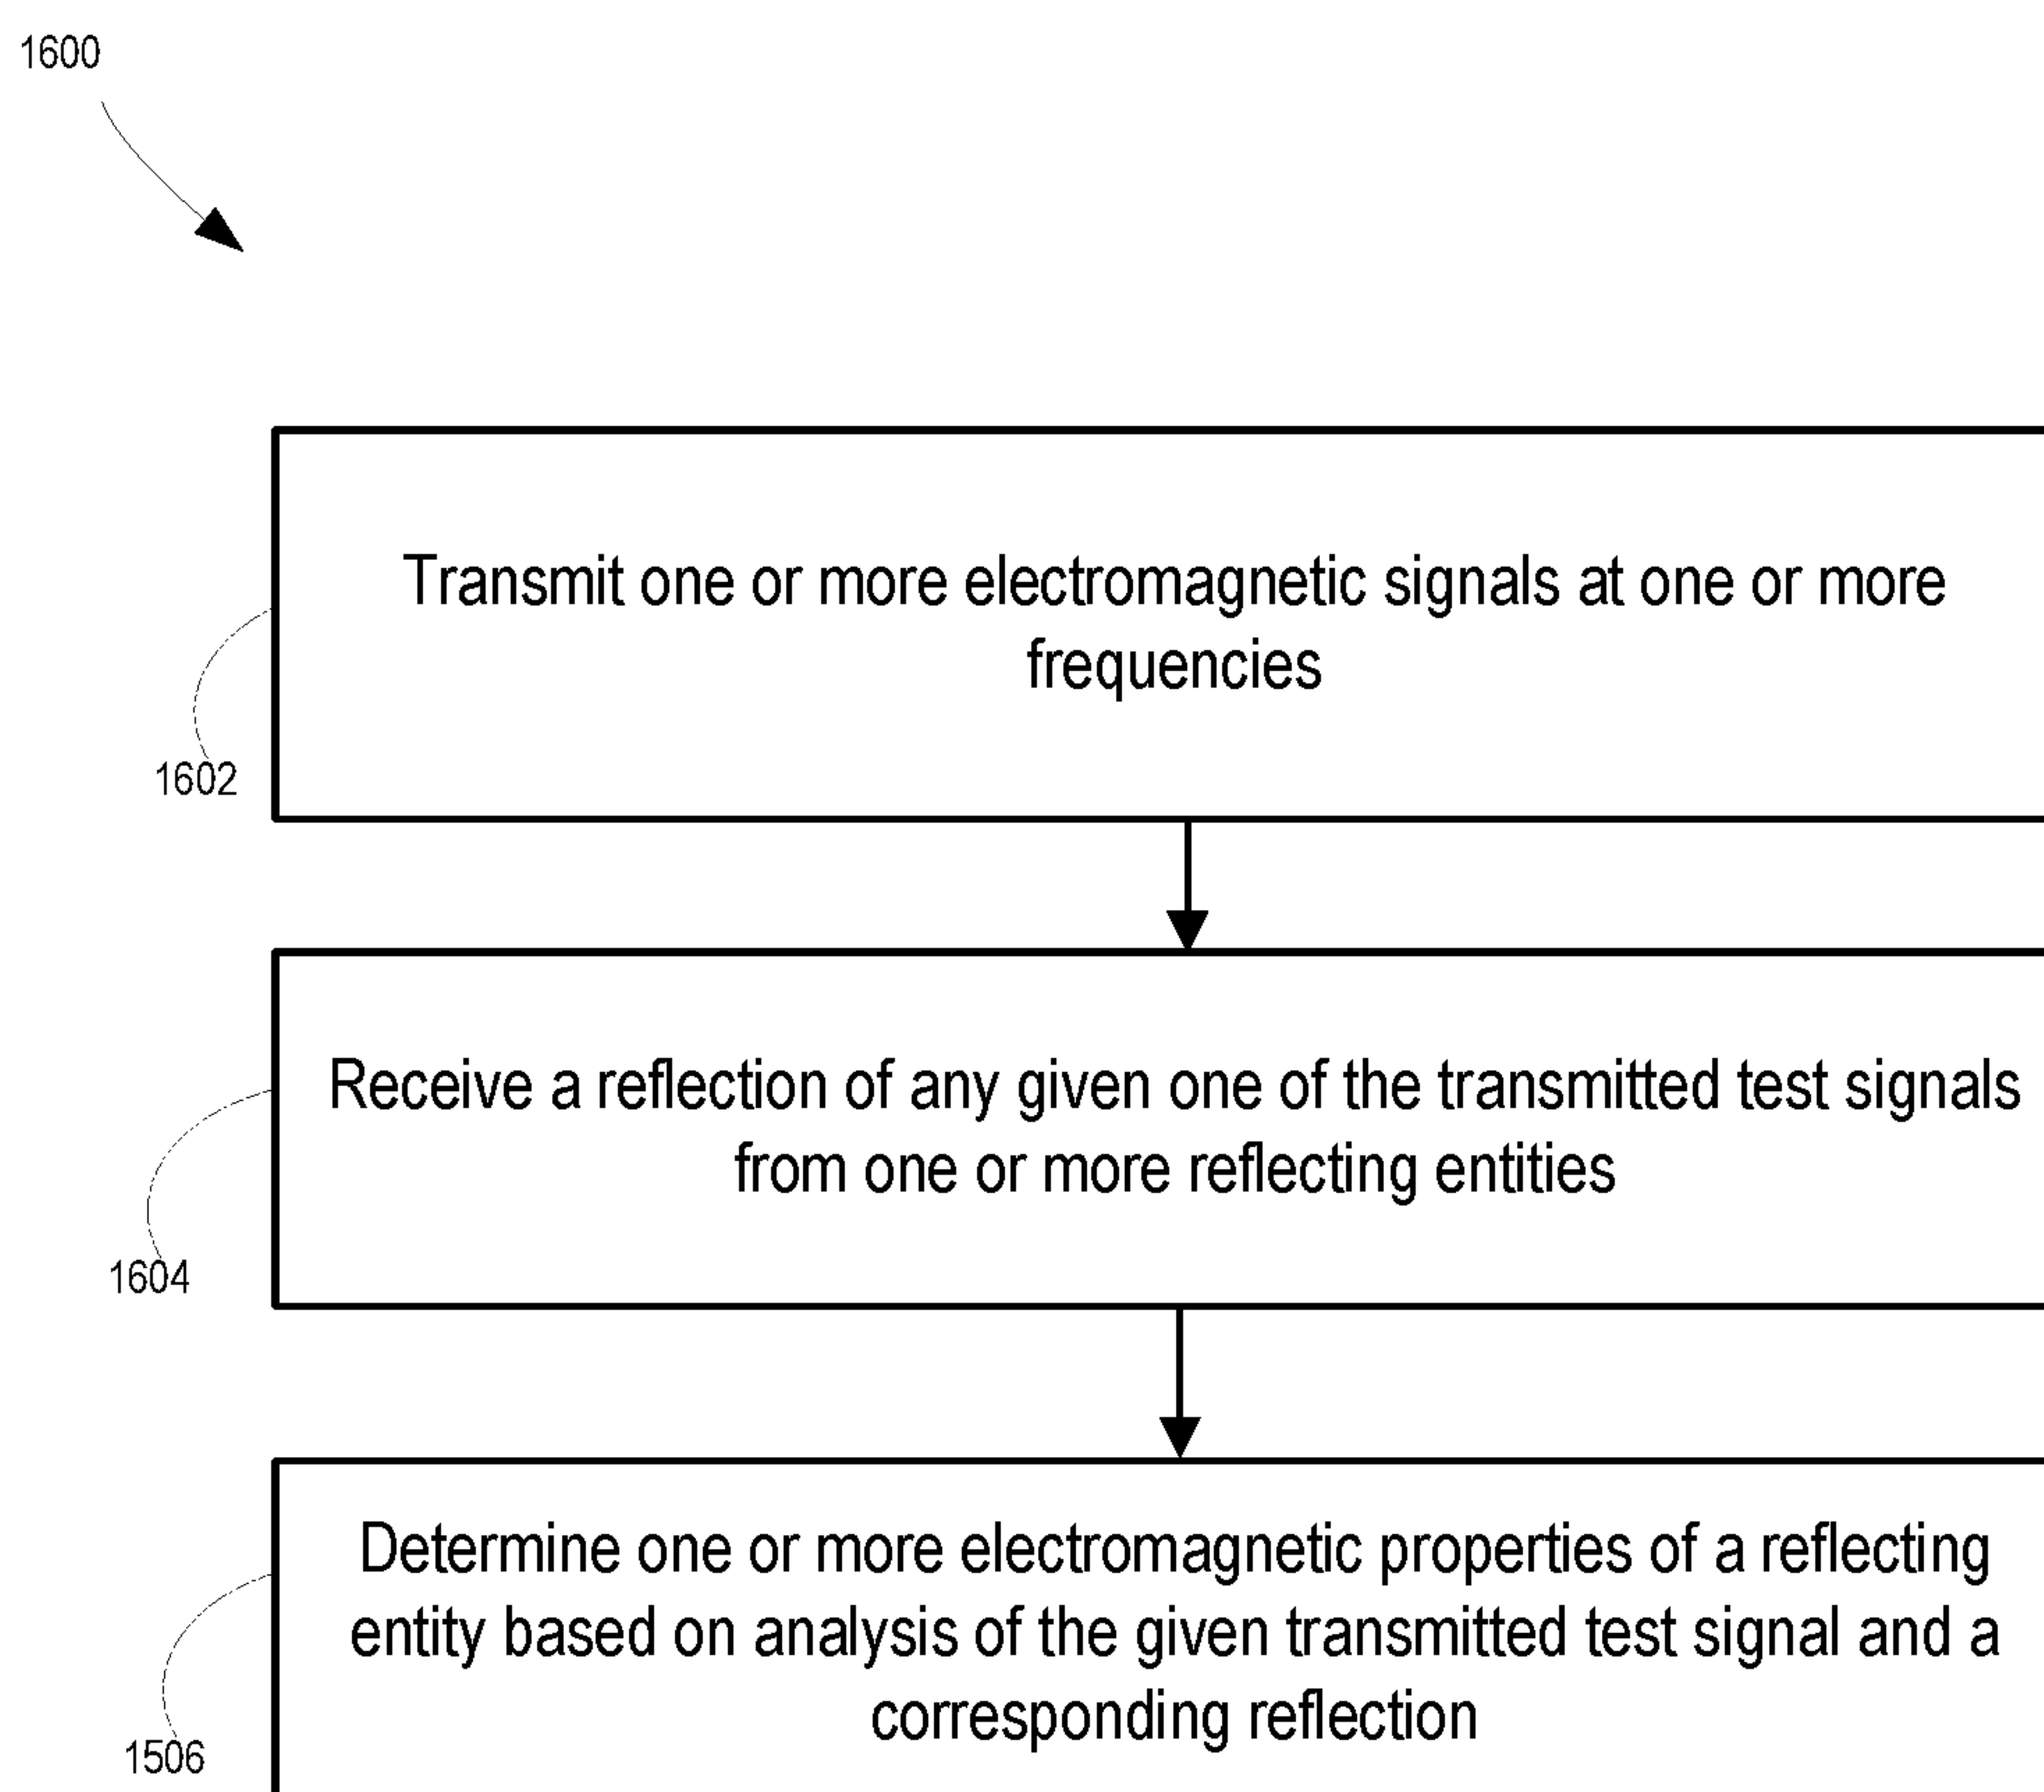 1600
Transmit one or more electromagnetic signals at one or more
frequencies
1602
Receive a reflection of any given one of the transmitted test signals
from one or more reflecting entities
1604
Determine one or more electromagnetic properties of a reflecting
entity based on analysis of the given transmitted test signal and a
corresponding reflection
1506